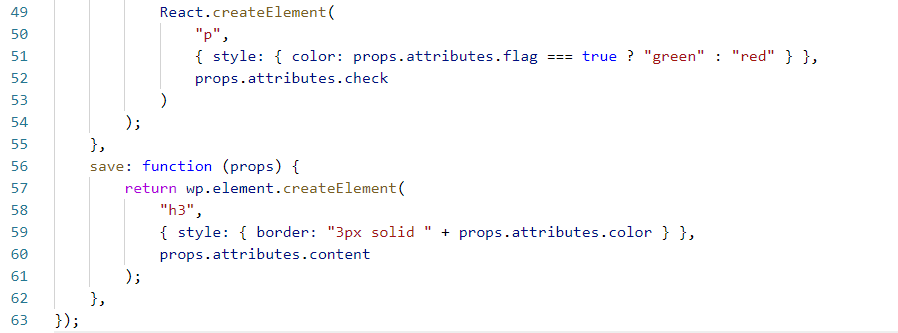 49 React.createElement(
50 "p",
51 { style: { color: props.attributes.flag === true ? "green" : "red" } },
52 props.attributes.check
53 )
54 );
55 },
56 save: function (props) {
57 return wp.element.createElement(
58 "h3",
59 { style: { border: "3px solid " + props.attributes.color } },
60 props.attributes.content
61 );
62 },
63 });